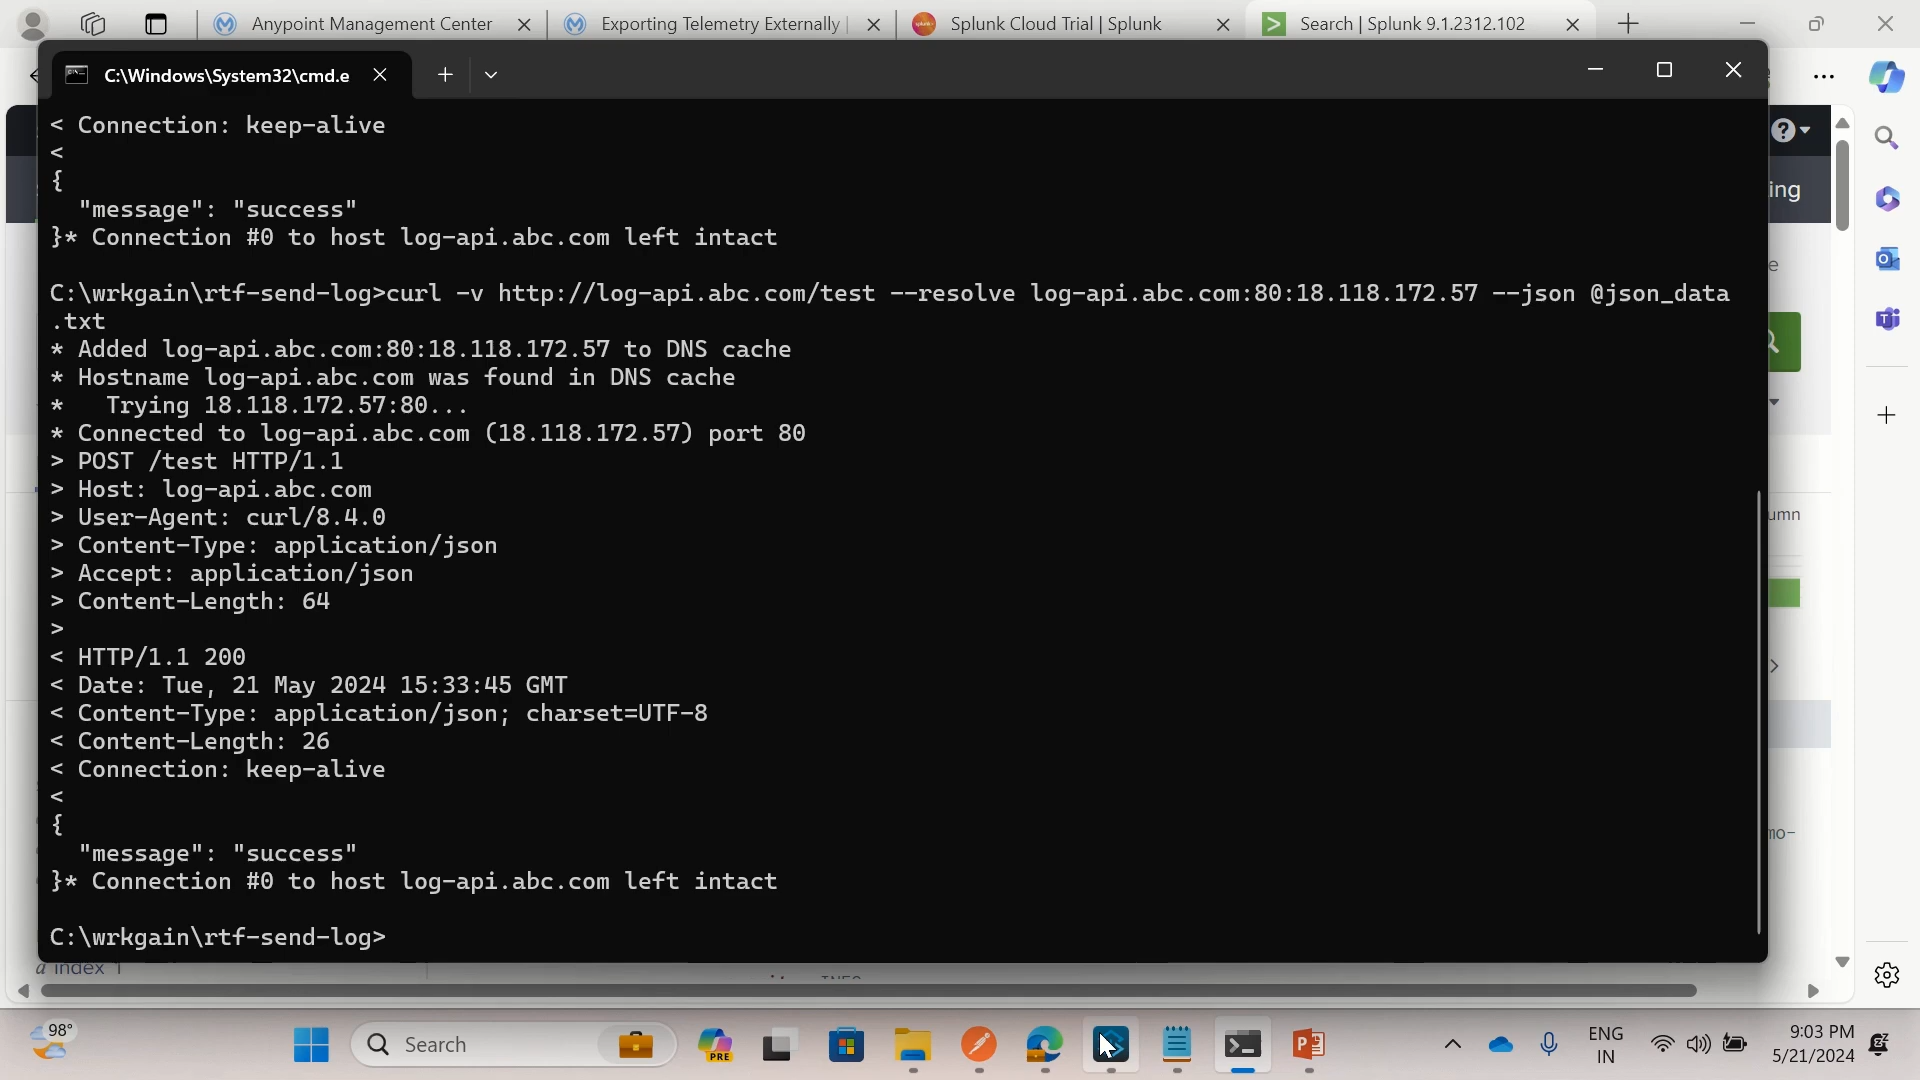 Anypoint Management Center
Exporting Telemetry Externally |
Splunk Cloud Trial | Splunk
Search | Splunk 9.1.2312.102
C:\Windows\System32\cmd.e
< Connection: keep-alive
<
{
"message": "success"
}* Connection #0 to host log-api.abc.com left intact
C:\wrkgain\rtf-send-log>curl -v http://log-api.abc.com/test --resolve log-api.abc.com:80:18.118.172.57 --json @json_data
.txt
* Added log-api.abc.com:80:18.118.172.57 to DNS cache
* Hostname log-api.abc.com was found in DNS cache
*   Trying 18.118.172.57:80...
* Connected to log-api.abc.com (18.118.172.57) port 80
> POST /test HTTP/1.1
> Host: log-api.abc.com
> User-Agent: curl/8.4.0
> Content-Type: application/json
> Accept: application/json
> Content-Length: 64
>
< HTTP/1.1 200
< Date: Tue, 21 May 2024 15:33:45 GMT
< Content-Type: application/json; charset=UTF-8
< Content-Length: 26
< Connection: keep-alive
<
{
"message": "success"
}* Connection #0 to host log-api.abc.com left intact
C:\wrkgain\rtf-send-log>
ing
e
umn
mo-
a index 1
98°
Search
PRE
ENG
IN
9:03 PM
5/21/2024